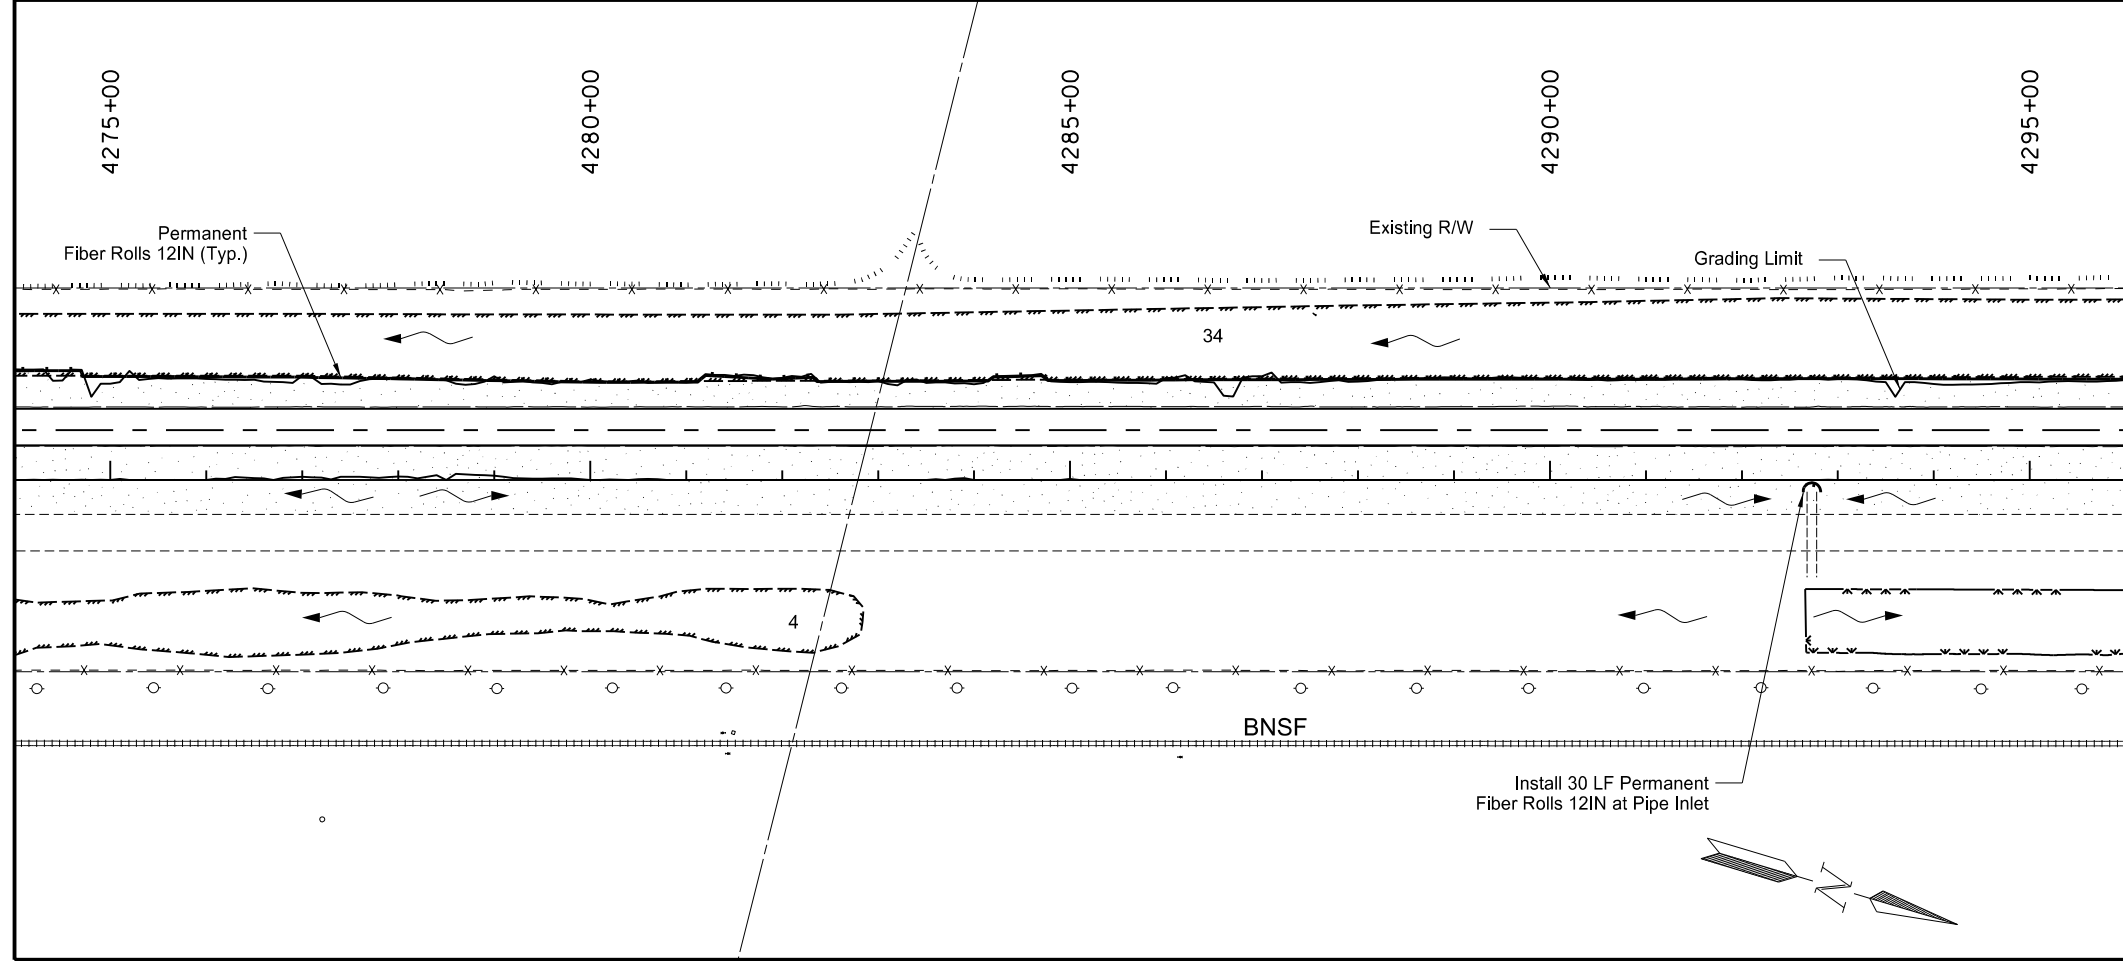 4275+00
4280+00
4285+00
4290+00
4295+00
Permanent
Fiber Rolls 12IN (Typ.)
Existing R/W
Grading Limit
34
4
BNSF
Install 30 LF Permanent
Fiber Rolls 12IN at Pipe Inlet
N